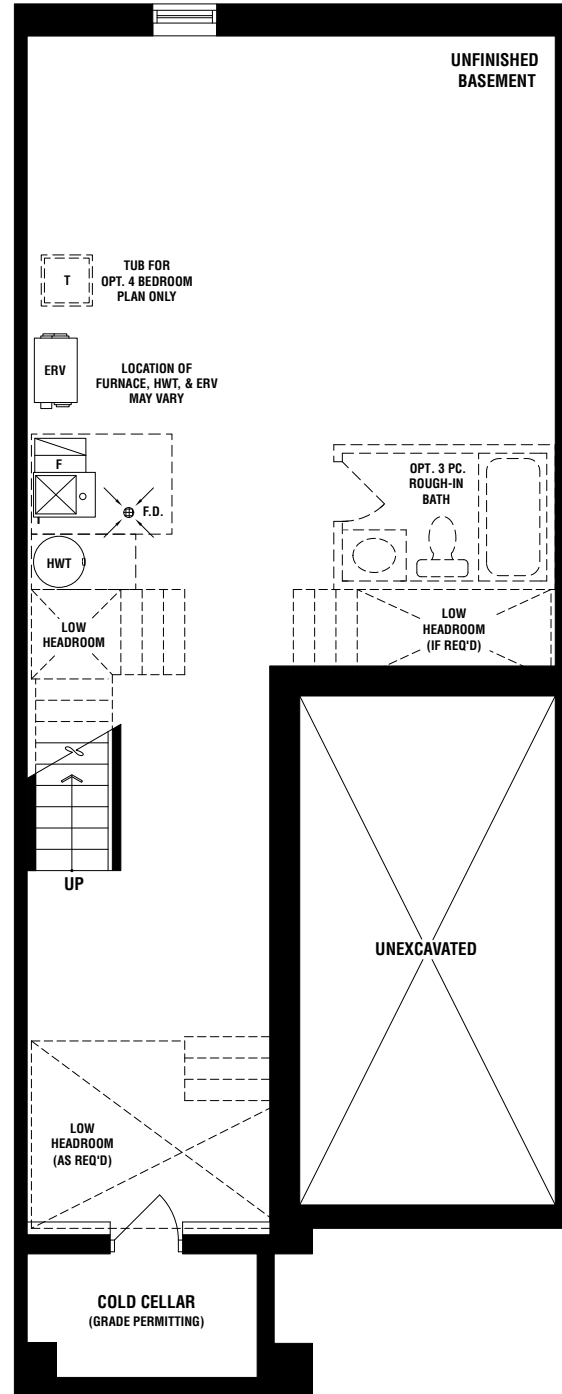 UNFINISHED
BASEMENT
T
TUB FOR
OPT. 4 BEDROOM
PLAN ONLY
ERV
LOCATION OF
FURNACE, HWT, & ERV
MAY VARY
F
F.D.
OPT. 3 PC.
ROUGH-IN
BATH
HWT
LOW
HEADROOM
LOW
HEADROOM
(IF REQ'D)
UP
UNEXCAVATED
LOW
HEADROOM
(AS REQ'D)
COLD CELLAR
(GRADE PERMITTING)